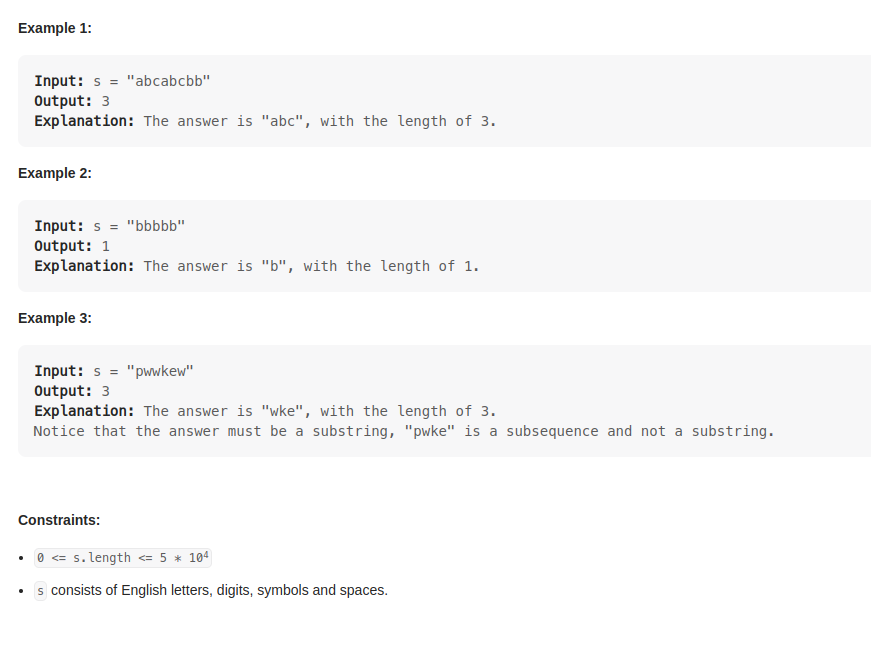 Example 1:
Input: s = "abcabcbb"
Output: 3
Explanation: The answer is "abc", with the length of 3.
Example 2:
Input: s = "bbbbb"
Output: 1
Explanation: The answer is "b", with the length of 1.
Example 3:
Input: s = "pwwkew"
Output: 3
Explanation: The answer is "wke", with the length of 3.
Notice that the answer must be a substring, "pwke" is a subsequence and not a substring.
Constraints:
• 0 <= s.length <= 5 * 10⁴
• s consists of English letters, digits, symbols and spaces.